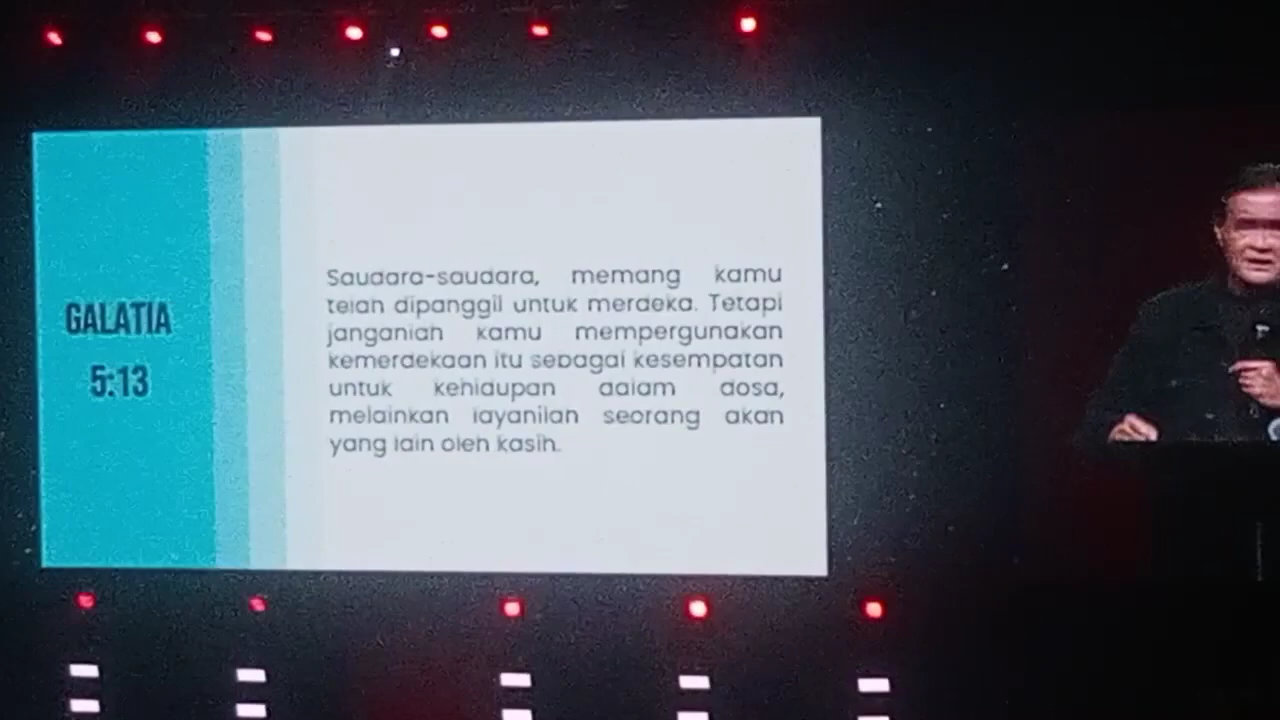 GALATIA
5:13
Saudara-saudara, memang kamu
telah dipanggil untuk merdeka. Tetapi
janganlah kamu mempergunakan
kemerdekaan itu sebagai kesempatan
untuk kehidupan dalam dosa,
melainkan layanilah seorang akan
yang lain oleh kasih.